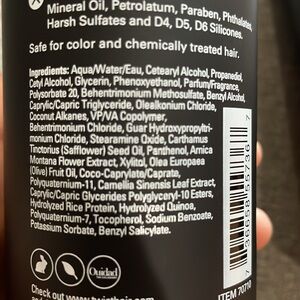 Mineral Oil, Petrolatum, Paraben, Phthalates,
Harsh Sulfates and D4, D5, D6 Silicones.
Safe for color and chemically treated hair.
Ingredients: Aqua/Water/Eau, Cetearyl Alcohol, Propanediol,
Cetyl Alcohol, Glycerin, Phenoxyethanol, Parfum/Fragrance,
Polysorbate 20, Behentrimonium Methosulfate, Benzyl Alcohol,
Caprylic/Capric Triglyceride, Olealkonium Chloride,
Coconut Alkanes, VP/VA Copolymer,
Behentrimonium Chloride, Guar Hydroxypropyltri-
monium Chloride, Stearamine Oxide, Carthamus
Tinctorius (Safflower) Seed Oil, Panthenol, Arnica
Montana Flower Extract, Xylitol, Olea Europaea
(Olive) Fruit Oil, Coco-Caprylate/Caprate,
Polyquaternium-11, Camellia Sinensis Leaf Extract,
Caprylic/Capric Glycerides Polyglyceryl-10 Esters,
Hydrolyzed Rice Protein, Hydrolyzed Quinoa,
Polyquaternium-7, Tocopherol, Sodium Benzoate,
Potassium Sorbate, Benzyl Salicylate.
Ouidad
ITEM 70710